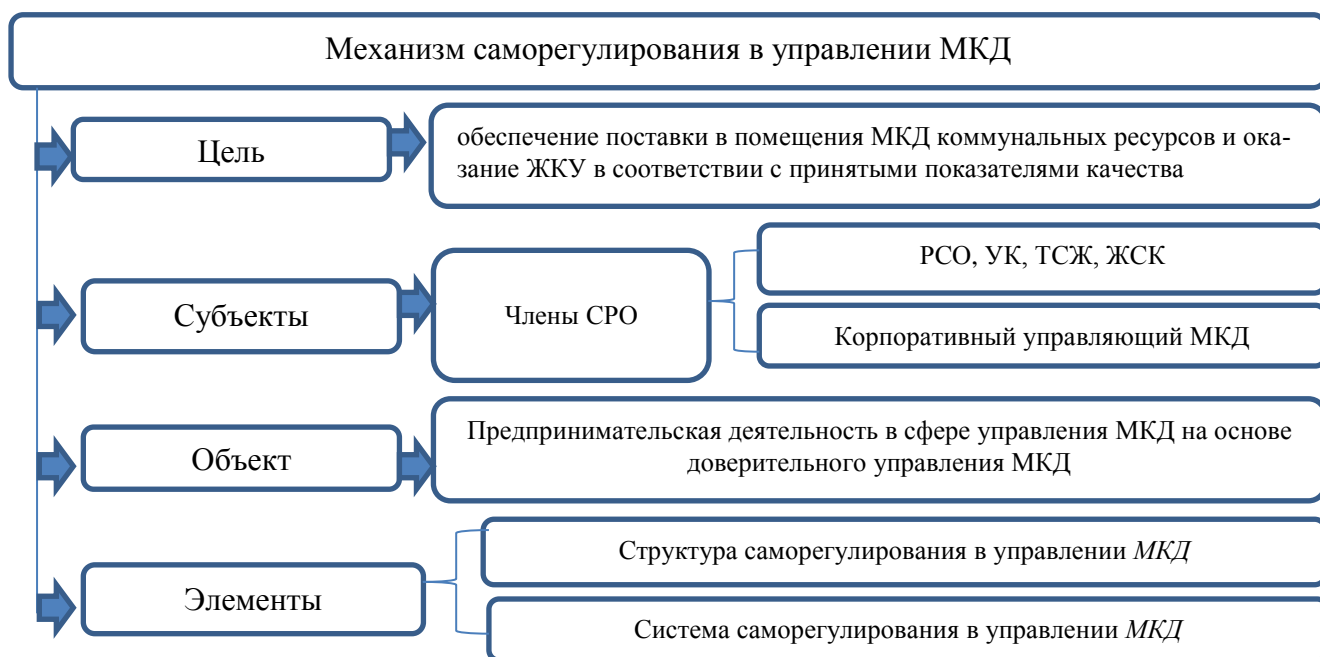 Механизм саморегулирования в управлении МКД
Цель
обеспечение поставки в помещения МКД коммунальных ресурсов и ока-
зание ЖКУ в соответствии с принятыми показателями качества
Субъекты
Члены СРО
РСО, УК, ТСЖ, ЖСК
Корпоративный управляющий МКД
Объект
Предпринимательская деятельность в сфере управления МКД на основе
доверительного управления МКД
Элементы
Структура саморегулирования в управлении МКД
Система саморегулирования в управлении МКД